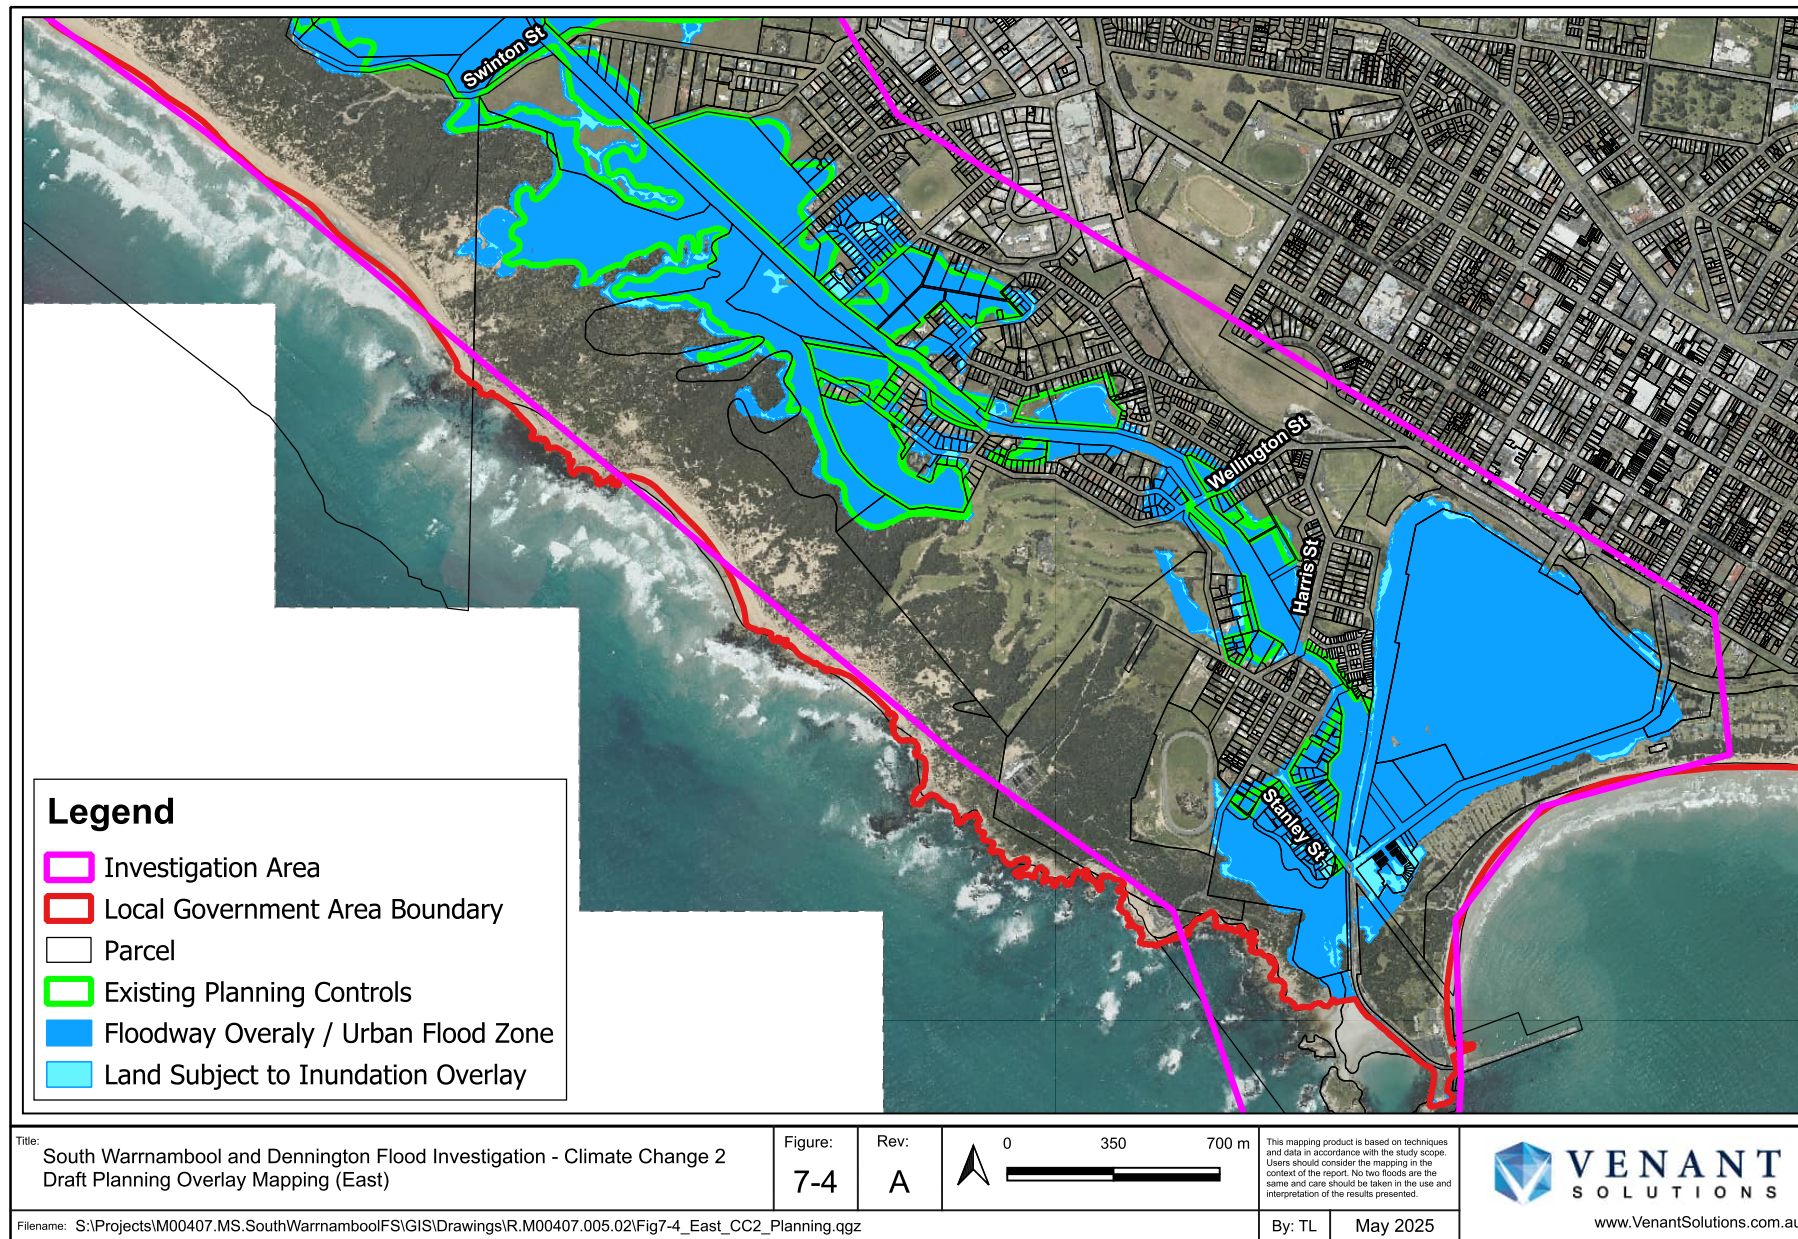 Swinton St
Wellington St
Harris St
Stanley St
Legend
Investigation Area
Local Government Area Boundary
Parcel
Existing Planning Controls
Floodway Overaly / Urban Flood Zone
Land Subject to Inundation Overlay
Title:
South Warrnambool and Dennington Flood Investigation - Climate Change 2
Draft Planning Overlay Mapping (East)
Figure:
7-4
Rev:
A
0 350 700 m
This mapping product is based on techniques
and data in accordance with the study scope.
Users should consider the mapping in the
context of the report. No two floods are the
same and care should be taken in the use and
interpretation of the results presented.
VENANT
SOLUTIONS
Filename: S:\Projects\M00407.MS.SouthWarrnamboolFS\GIS\Drawings\R.M00407.005.02\Fig7-4_East_CC2_Planning.qgz
By: TL
May 2025
www.VenantSolutions.com.au